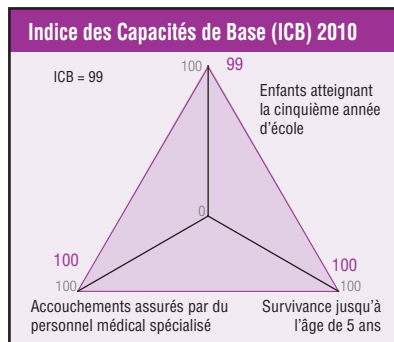 Indice des Capacités de Base (ICB) 2010
ICB = 99
100
99
Enfants atteignant
la cinquième année
d'école
0
100
100
100
100
Accouchements assurés par du
personnel médical spécialisé
Survivance jusqu'à
l'âge de 5 ans